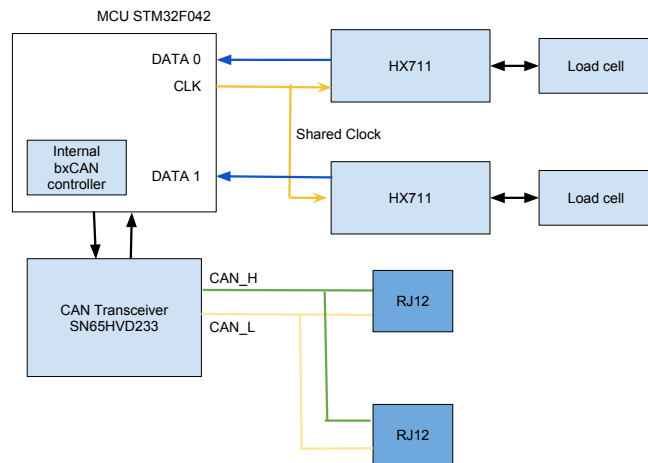 MCU STM32F042
DATA 0
CLK
HX711
Load cell
Shared Clock
Internal
bxCAN
controller
DATA 1
HX711
Load cell
CAN Transceiver
SN65HVD233
CAN_H
CAN_L
RJ12
RJ12